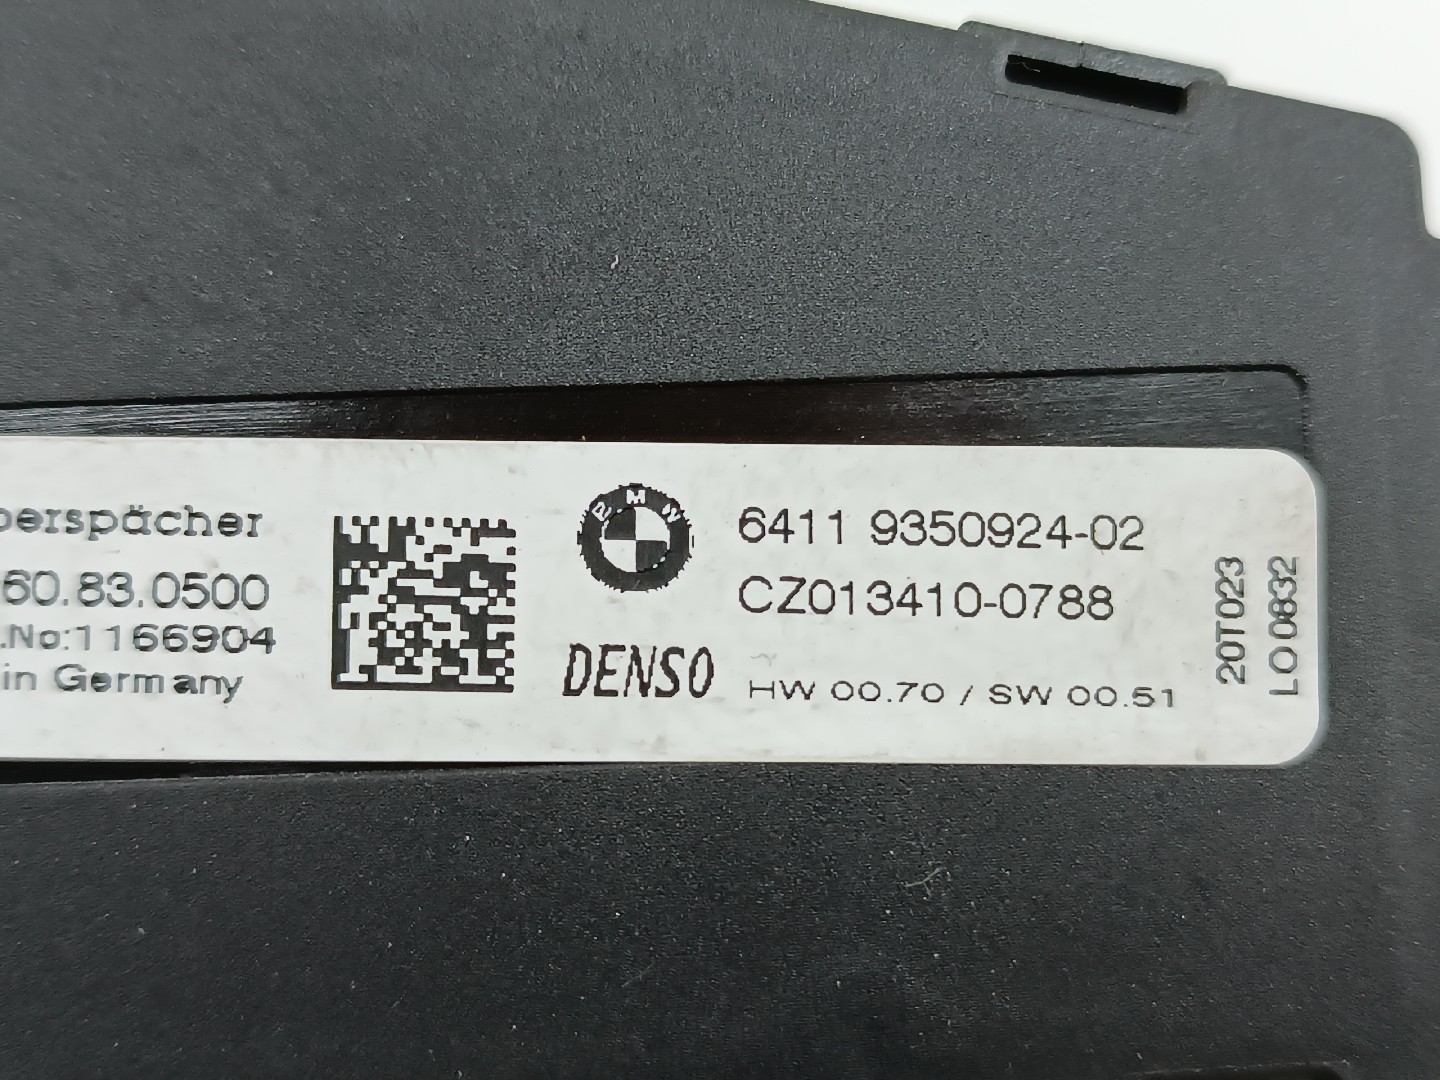 berspächer
60.83.0500
.No:1166904
in Germany
BMW
DENSO
6411 9350924-02
CZ013410-0788
HW 00.70 / SW 00.51
20T023
LO0832